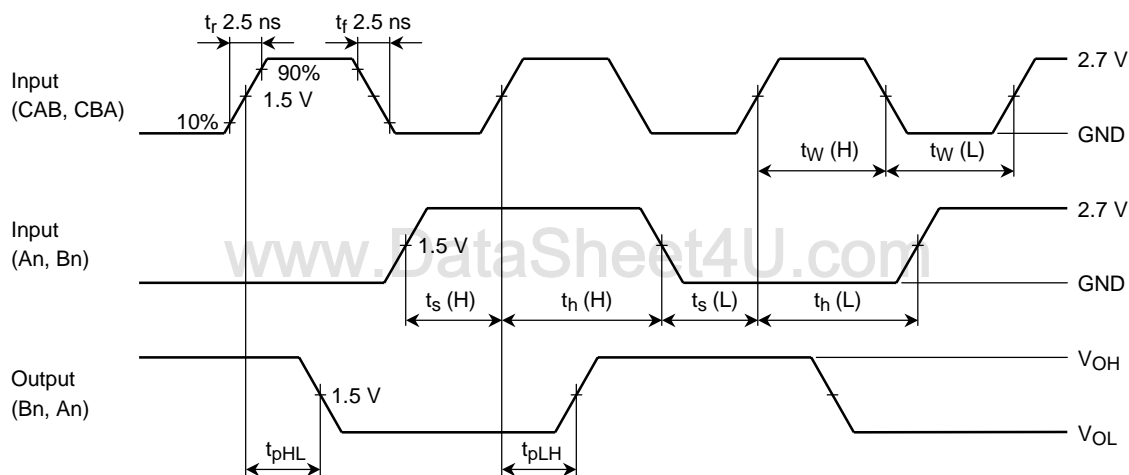 tr 2.5 ns
tf 2.5 ns
Input
(CAB, CBA)
90%
1.5 V
10%
2.7 V
GND
tW (H)
tW (L)
Input
(An, Bn)
1.5 V
2.7 V
GND
www.DataSheet4U.com
ts (H)
th (H)
ts (L)
th (L)
Output
(Bn, An)
1.5 V
VOH
VOL
tpHL
tpLH